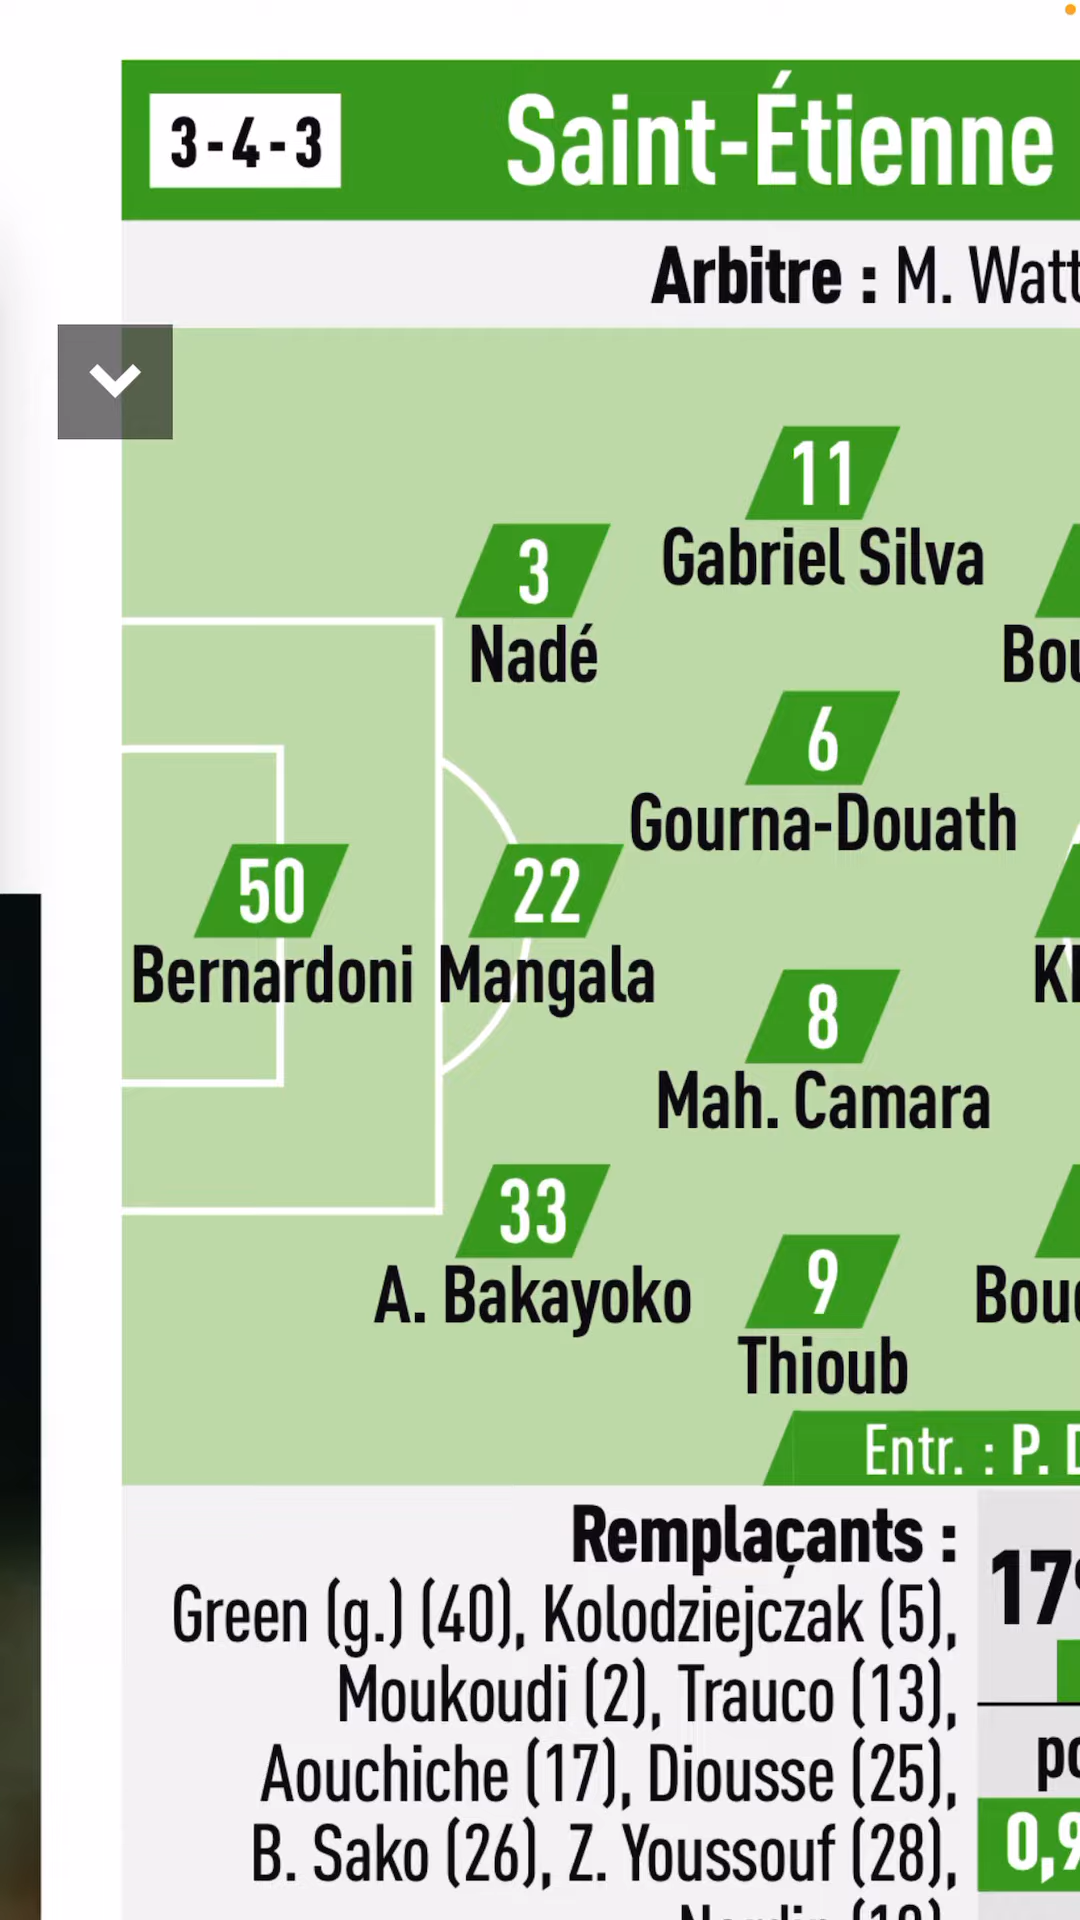 3-4-3
Saint-Étienne
Arbitre : M.
11
Gabriel Silva
3
Nadé
6
Gourna-Douath
50
22
Bernardoni
Mangala
8
Mah. Camara
33
A. Bakayoko
9
Thioub
Entr. : P.
Remplaçants :
Green (g.) (40), Kolodziejczak (5),
Moukoudi (2), Trauco (13),
Aouchiche (17), Diousse (25),
B. Sako (26), Z. Youssouf (28),